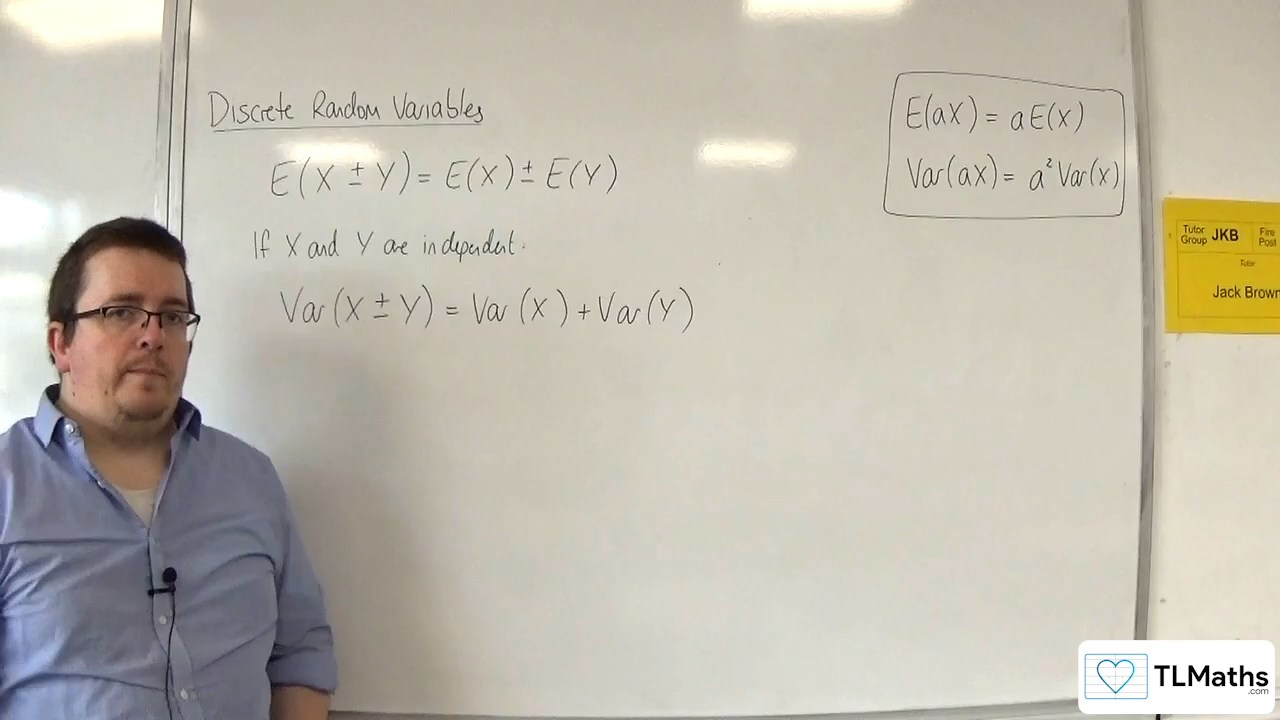 Discrete Random Variables
E(X ± Y) = E(X) ± E(Y)
If X and Y are independent:
Var(X ± Y) = Var(X) + Var(Y)
E(aX) = aE(X)
Var(aX) = a² Var(X)
Tutor Group JKB Fire Post
Tutor
Jack Brown
TLMaths
.com